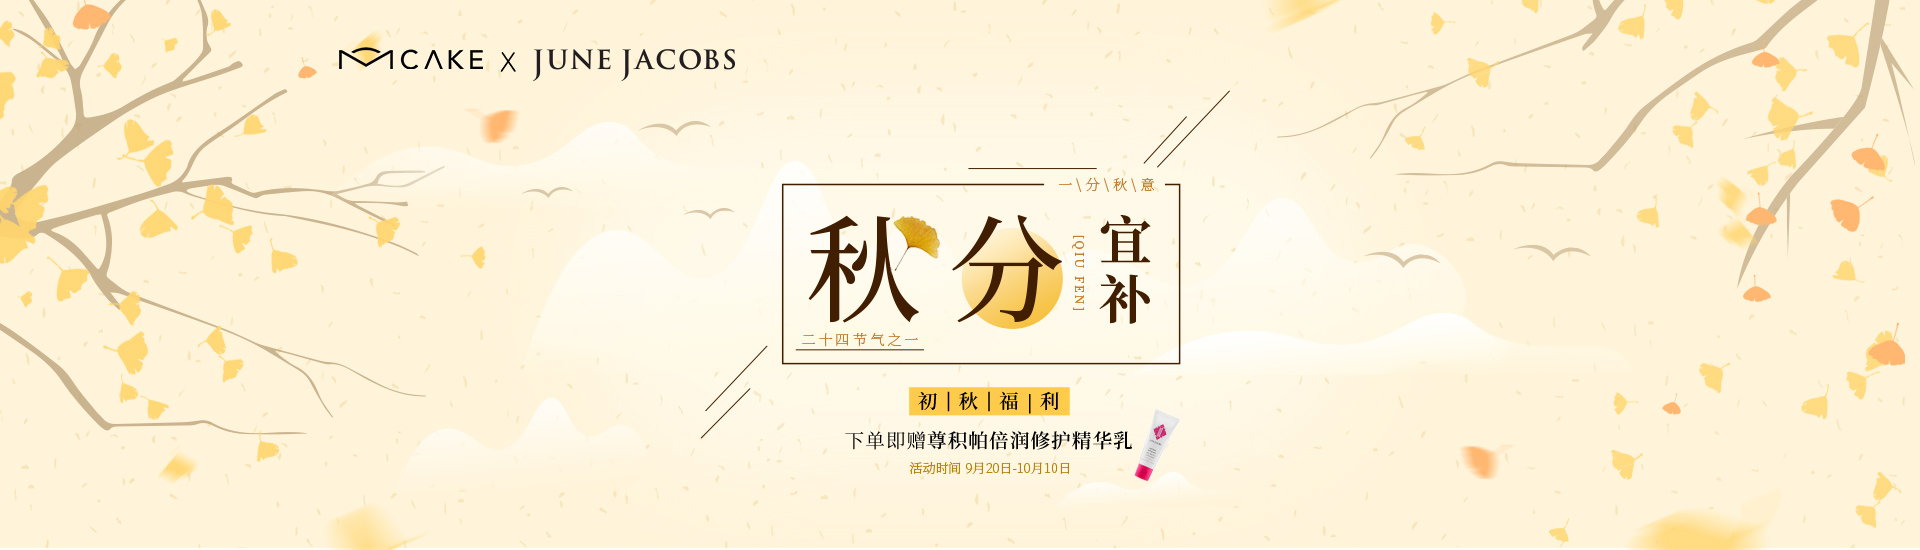 MCAKE X JUNE JACOBS
一\分\秋\意
秋分
[QIU FEN]
宜补
二十四节气之一
初|秋|福|利
下单即赠尊积帕倍润修护精华乳
活动时间 9月20日-10月10日